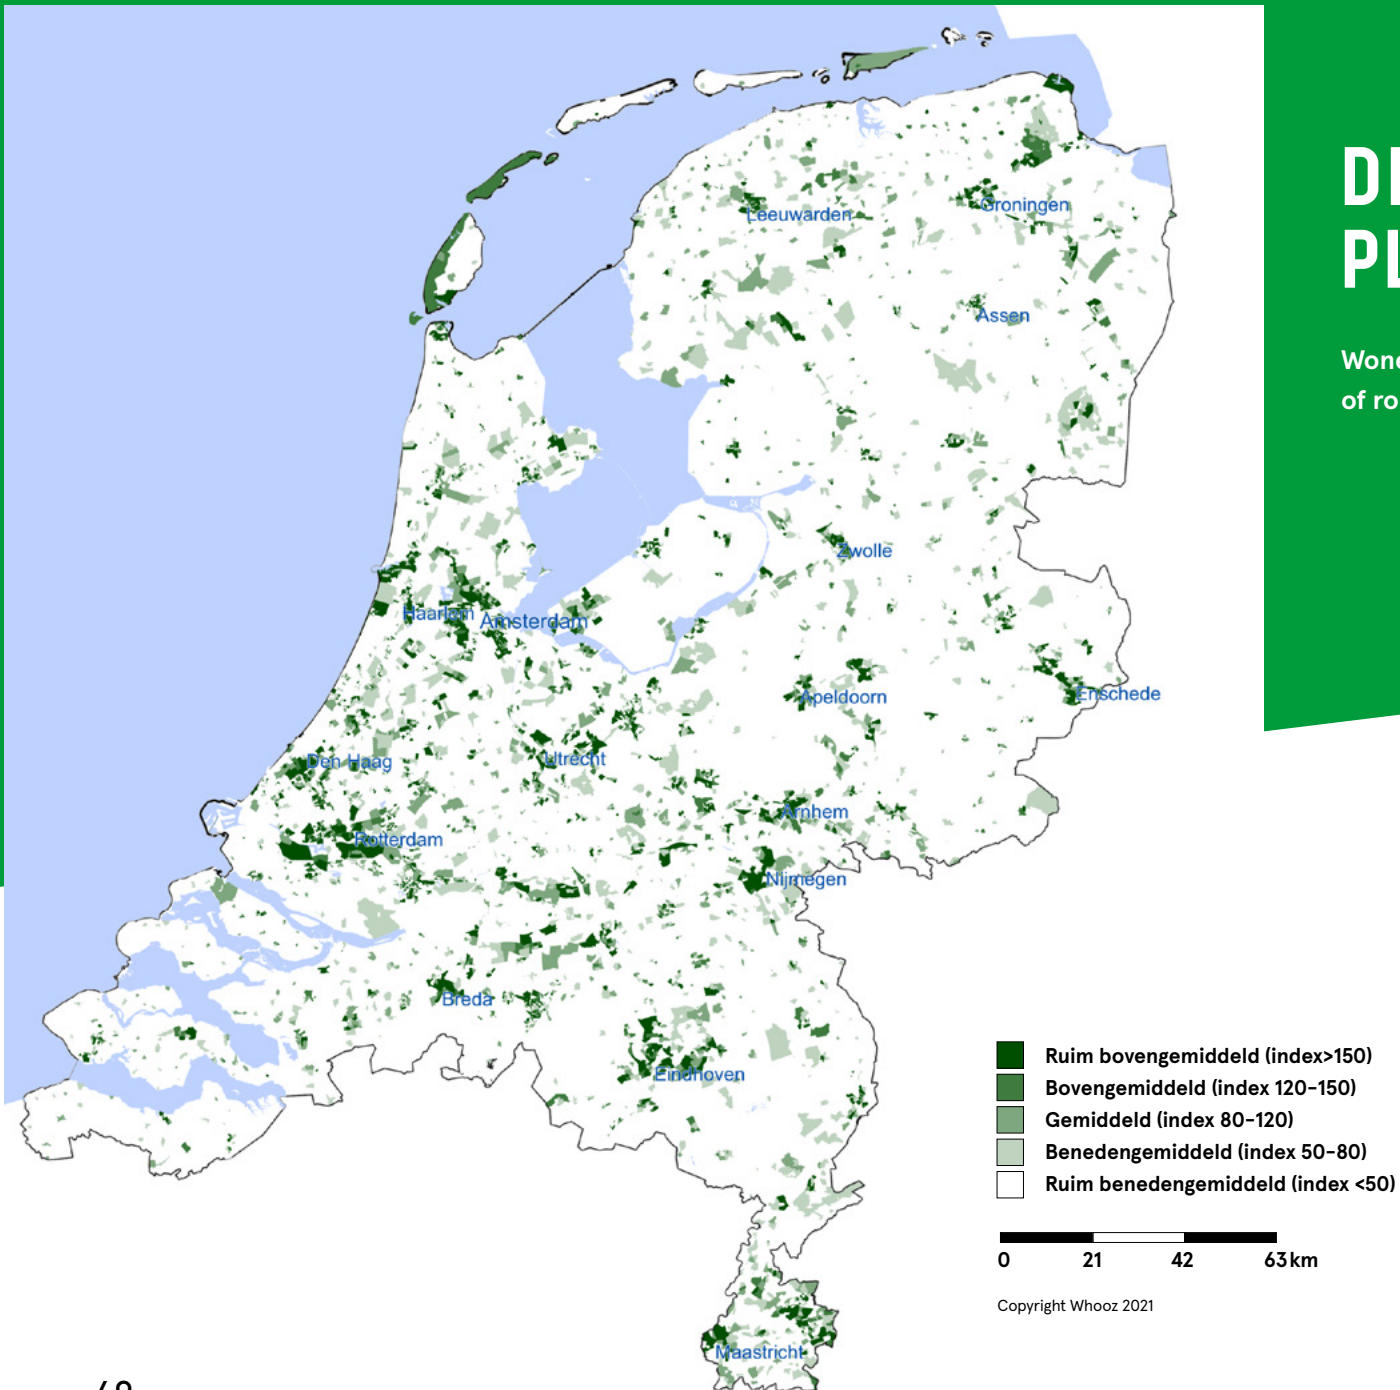 Leeuwarden
Groningen
Assen
Zwolle
Haarlem
Amsterdam
Apeldoorn
Enschede
Den Haag
Utrecht
Arnhem
Rotterdam
Nijmegen
Breda
Eindhoven
Maastricht
Ruim bovengemiddeld (index>150)
Bovengemiddeld (index 120-150)
Gemiddeld (index 80-120)
Benedengemiddeld (index 50-80)
Ruim benedengemiddeld (index <50)
0 21 42 63 km
Copyright Whooz 2021
of ro